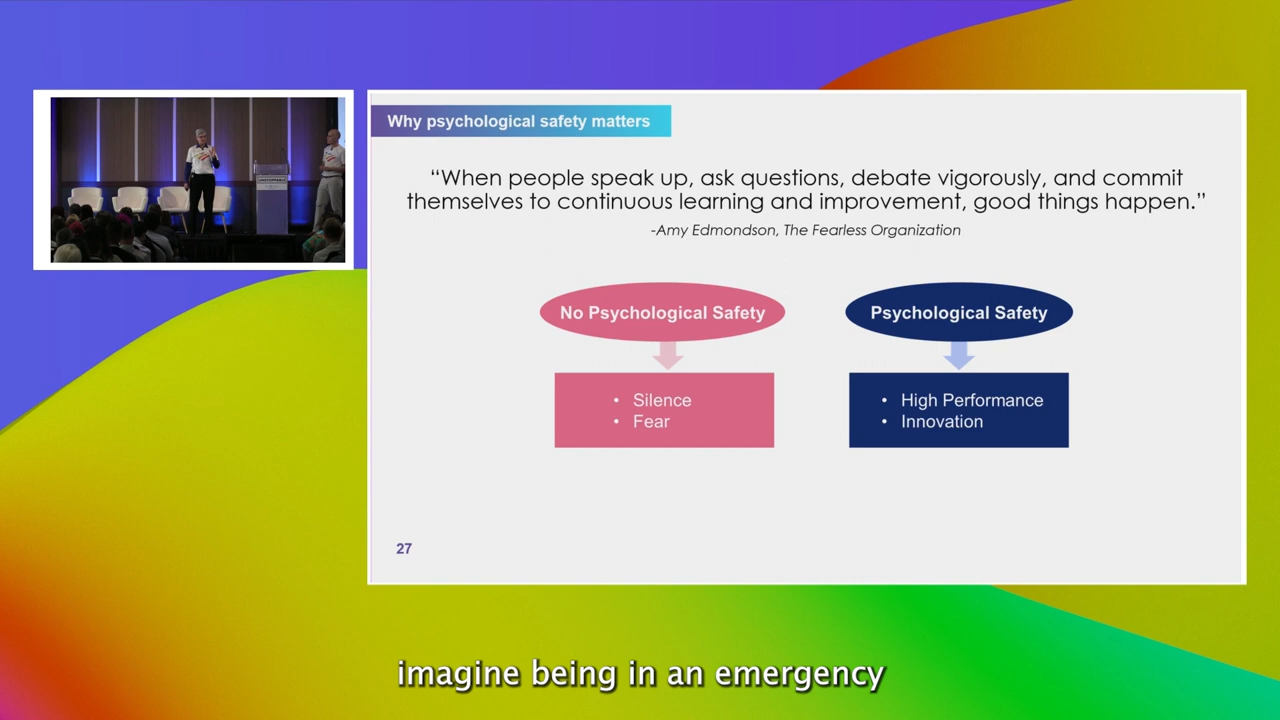 Why psychological safety matters
“When people speak up, ask questions, debate vigorously, and commit
themselves to continuous learning and improvement, good things happen.”
-Amy Edmondson, The Fearless Organization
No Psychological Safety
Psychological Safety
• Silence
• Fear
• High Performance
• Innovation
27
imagine being in an emergency